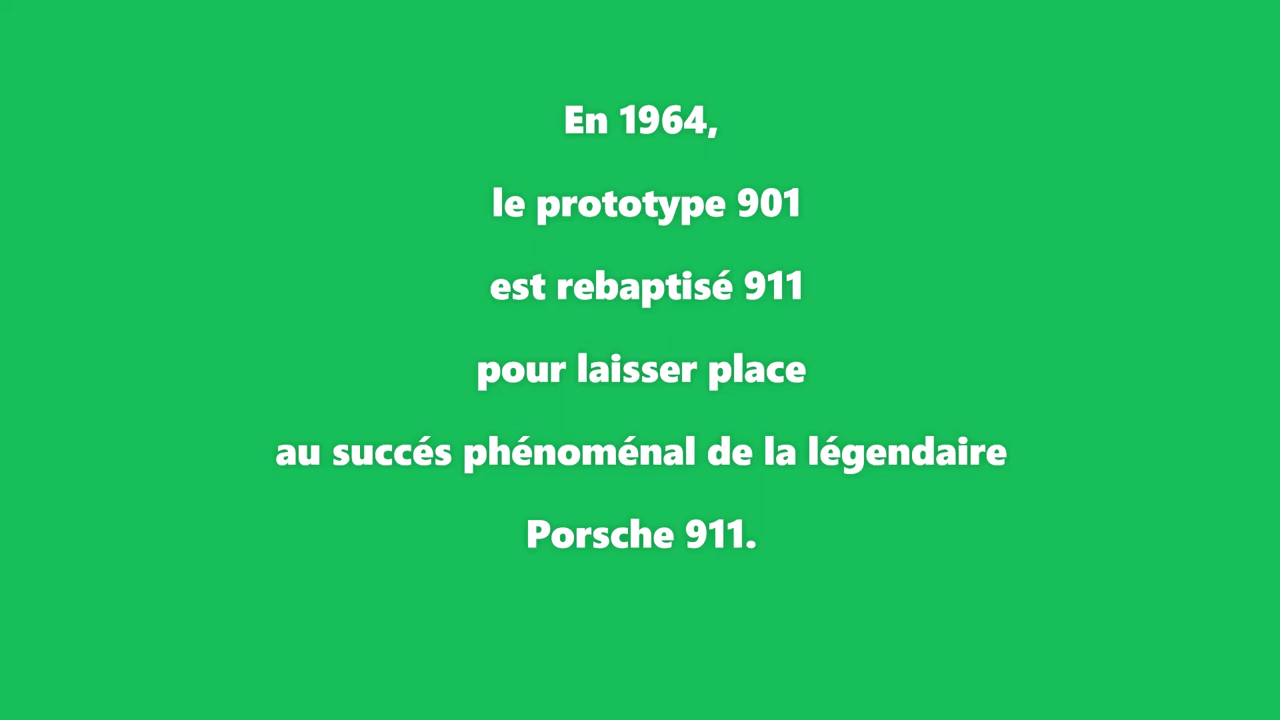 En 1964,
le prototype 901
est rebaptisé 911
pour laisser place
au succés phénoménal de la légendaire
Porsche 911.